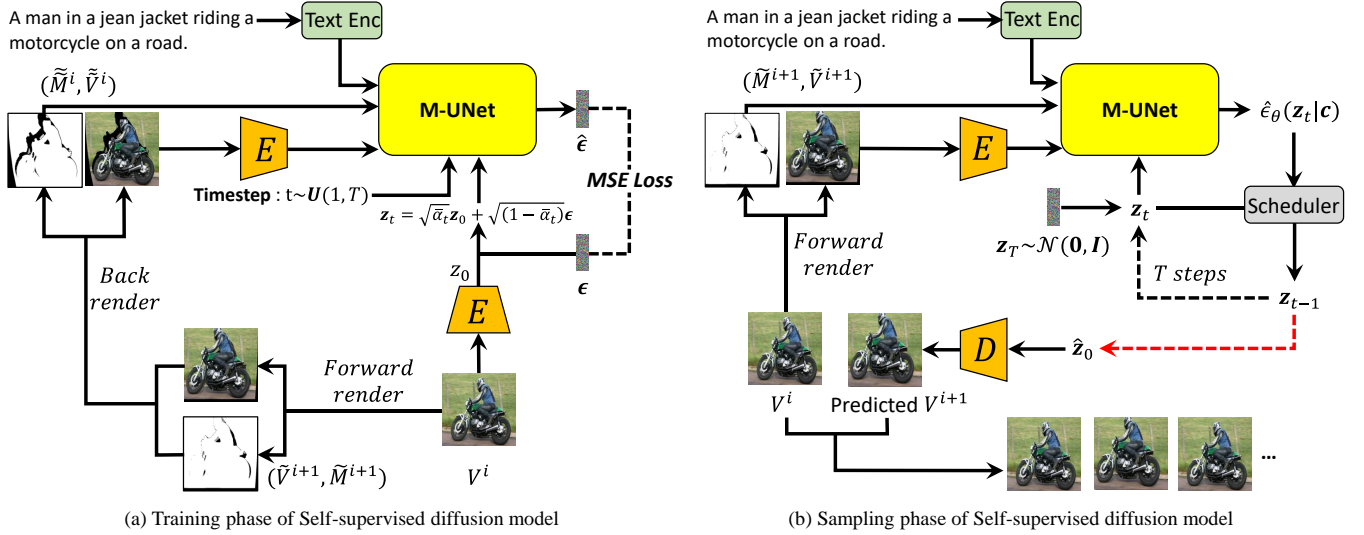 A man in a jean jacket riding a
motorcycle on a road.
Text Enc
(M̃̃^i, Ṽ̃^i)
M-UNet
E
ϵ̂
MSE Loss
Timestep : t~U(1, T)
z_t = √ᾱ_t z_0 + √(1 − ᾱ_t) ϵ
z_0
ϵ
Back
render
E
Forward
render
(Ṽ^{i+1}, M̃^{i+1})
V^i
(a) Training phase of Self-supervised diffusion model
A man in a jean jacket riding a
motorcycle on a road.
Text Enc
(M̃^{i+1}, Ṽ^{i+1})
M-UNet
ϵ̂_θ(z_t|c)
E
Scheduler
z_t
z_T~𝒩(0, I)
Forward
render
T steps
z_{t−1}
D
ẑ_0
V^i
Predicted V^{i+1}
...
(b) Sampling phase of Self-supervised diffusion model